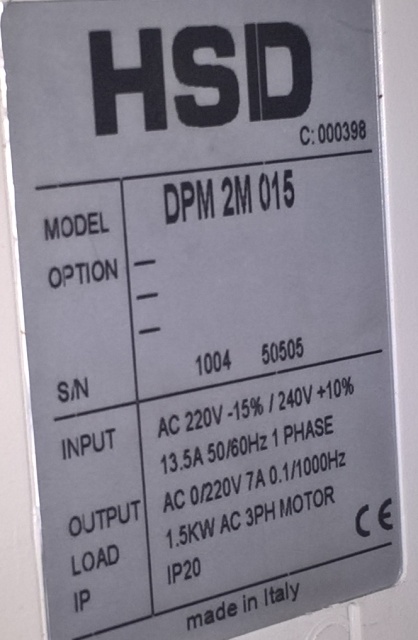 HSD
C: 000398
MODEL DPM 2M 015
OPTION –
–
–
S/N 1004 50505
INPUT AC 220V -15% / 240V +10%
13.5A 50/60Hz 1 PHASE
OUTPUT AC 0/220V 7A 0.1/1000Hz
LOAD 1.5KW AC 3PH MOTOR
IP IP20
CE
made in Italy